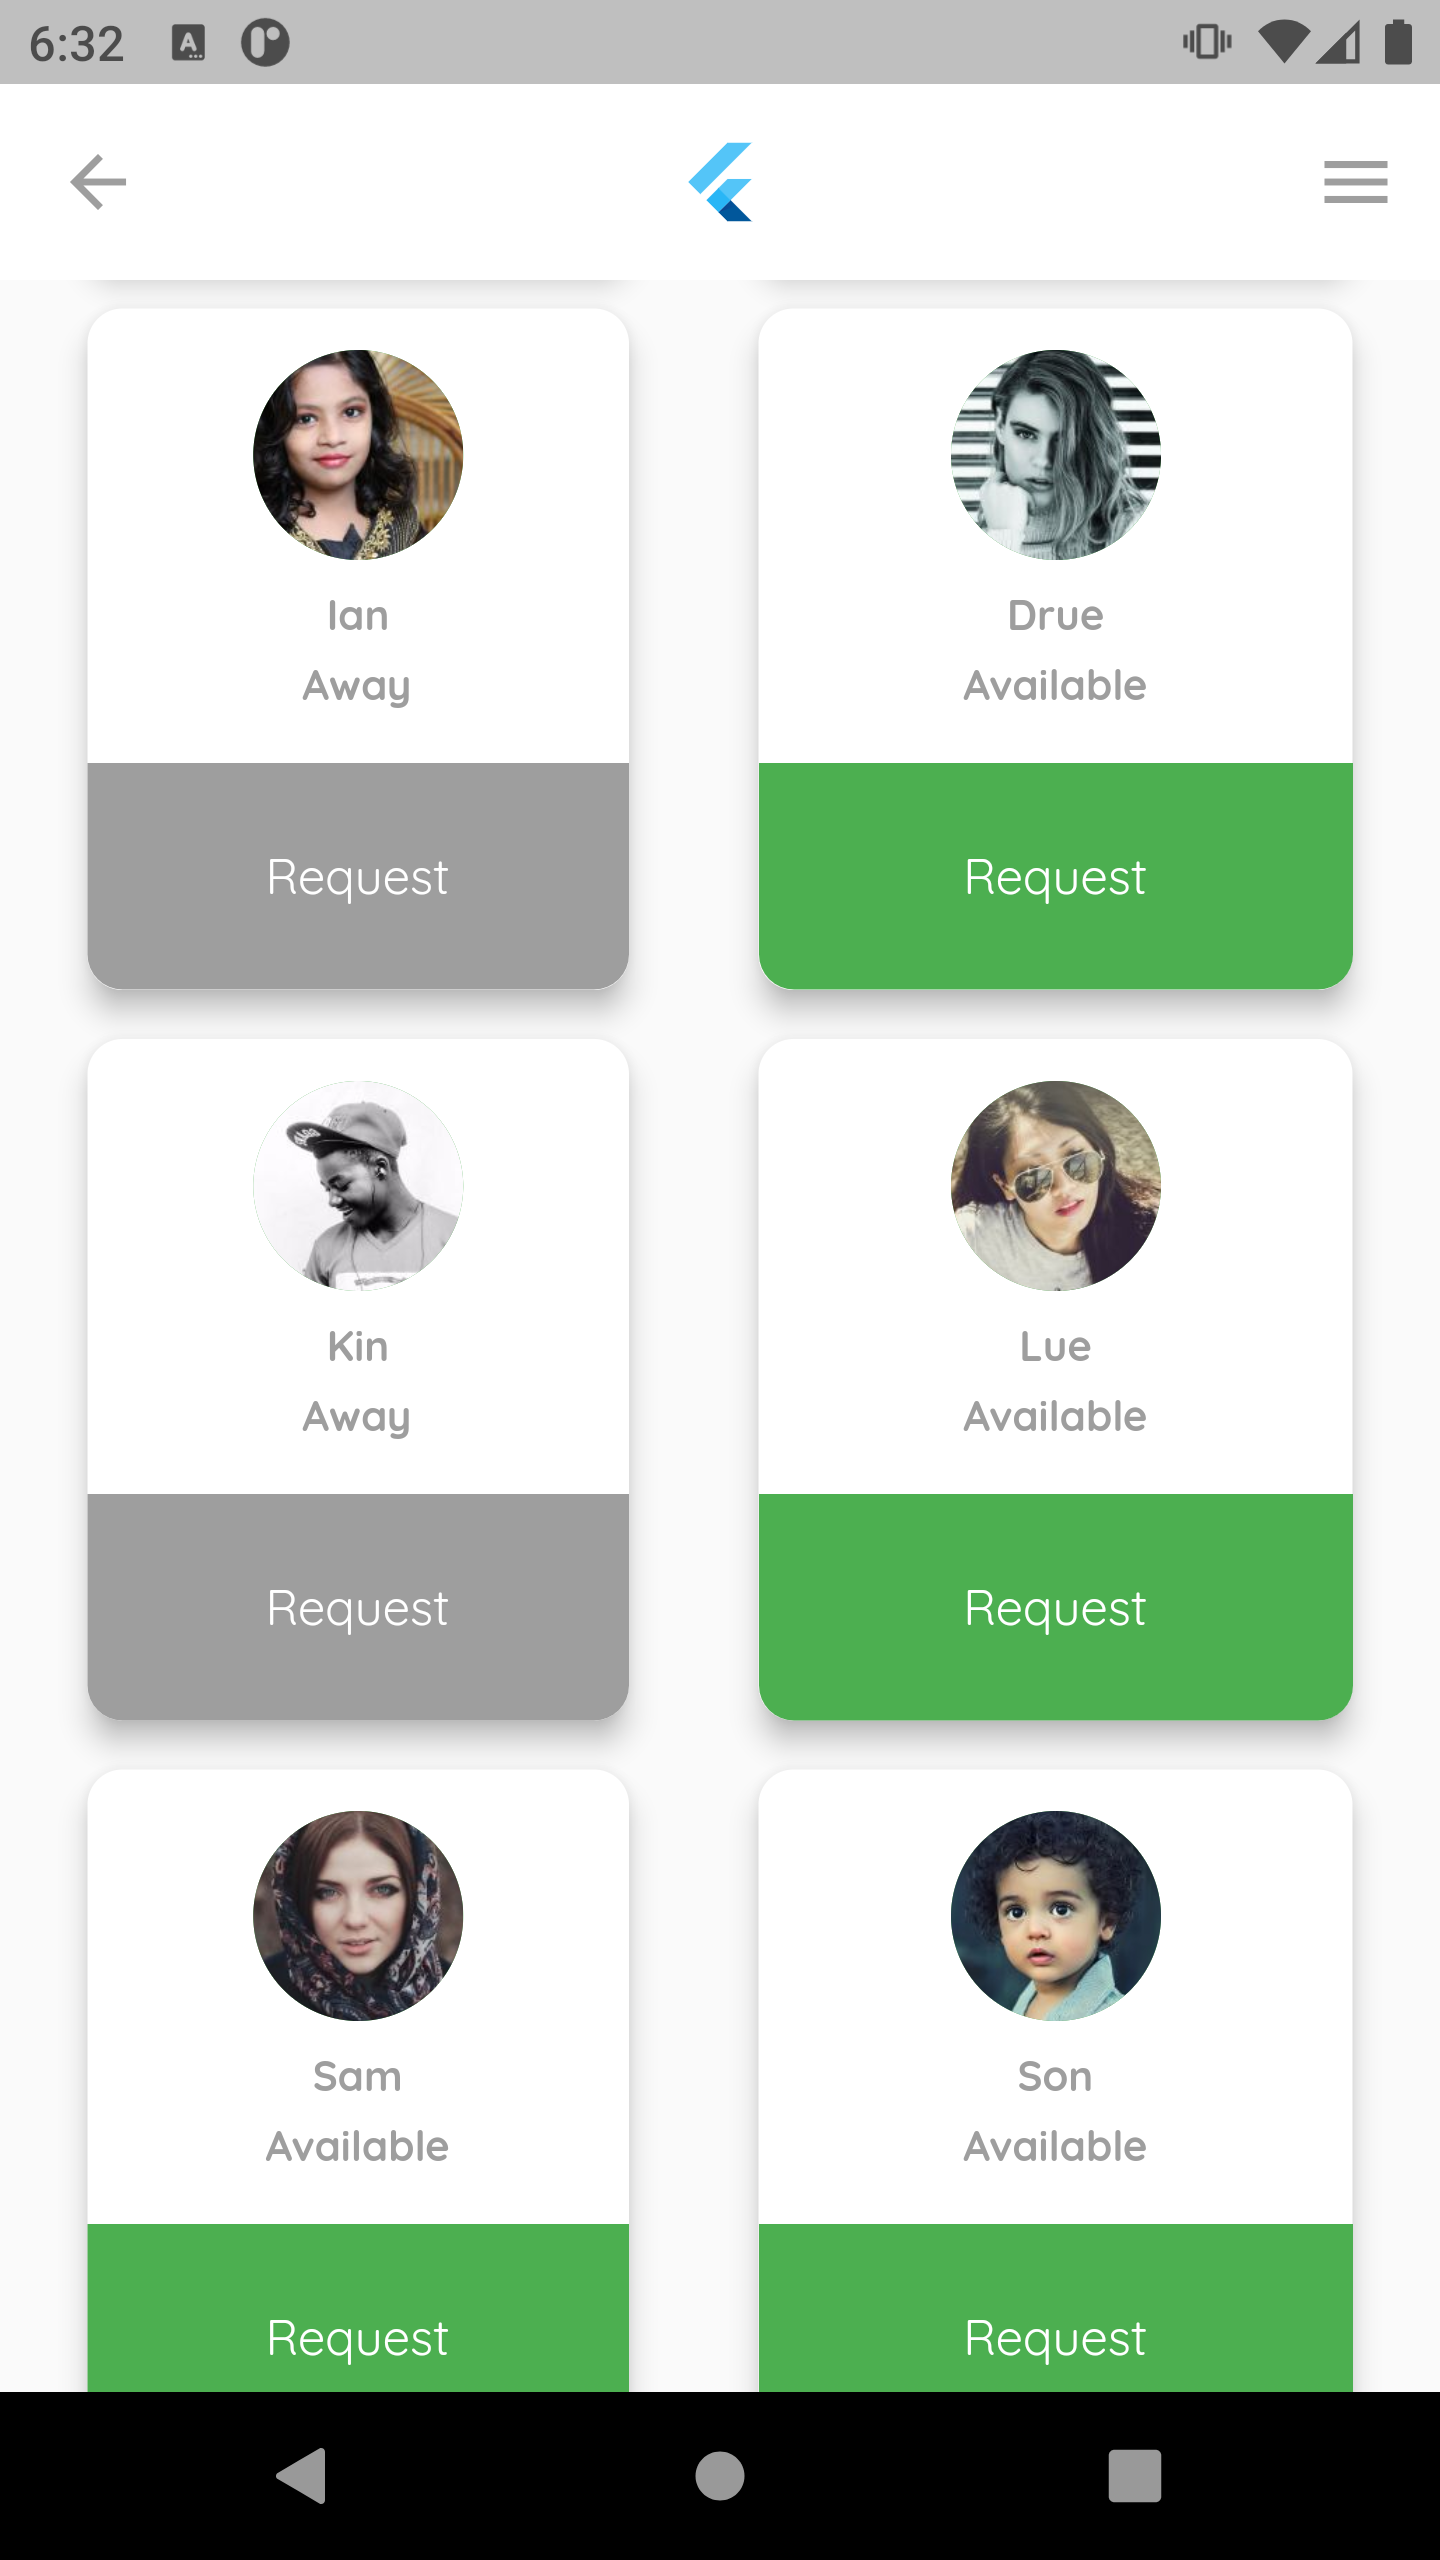 6:32
Ian
Away
Request
Drue
Available
Request
Kin
Away
Request
Lue
Available
Request
Sam
Available
Request
Son
Available
Request